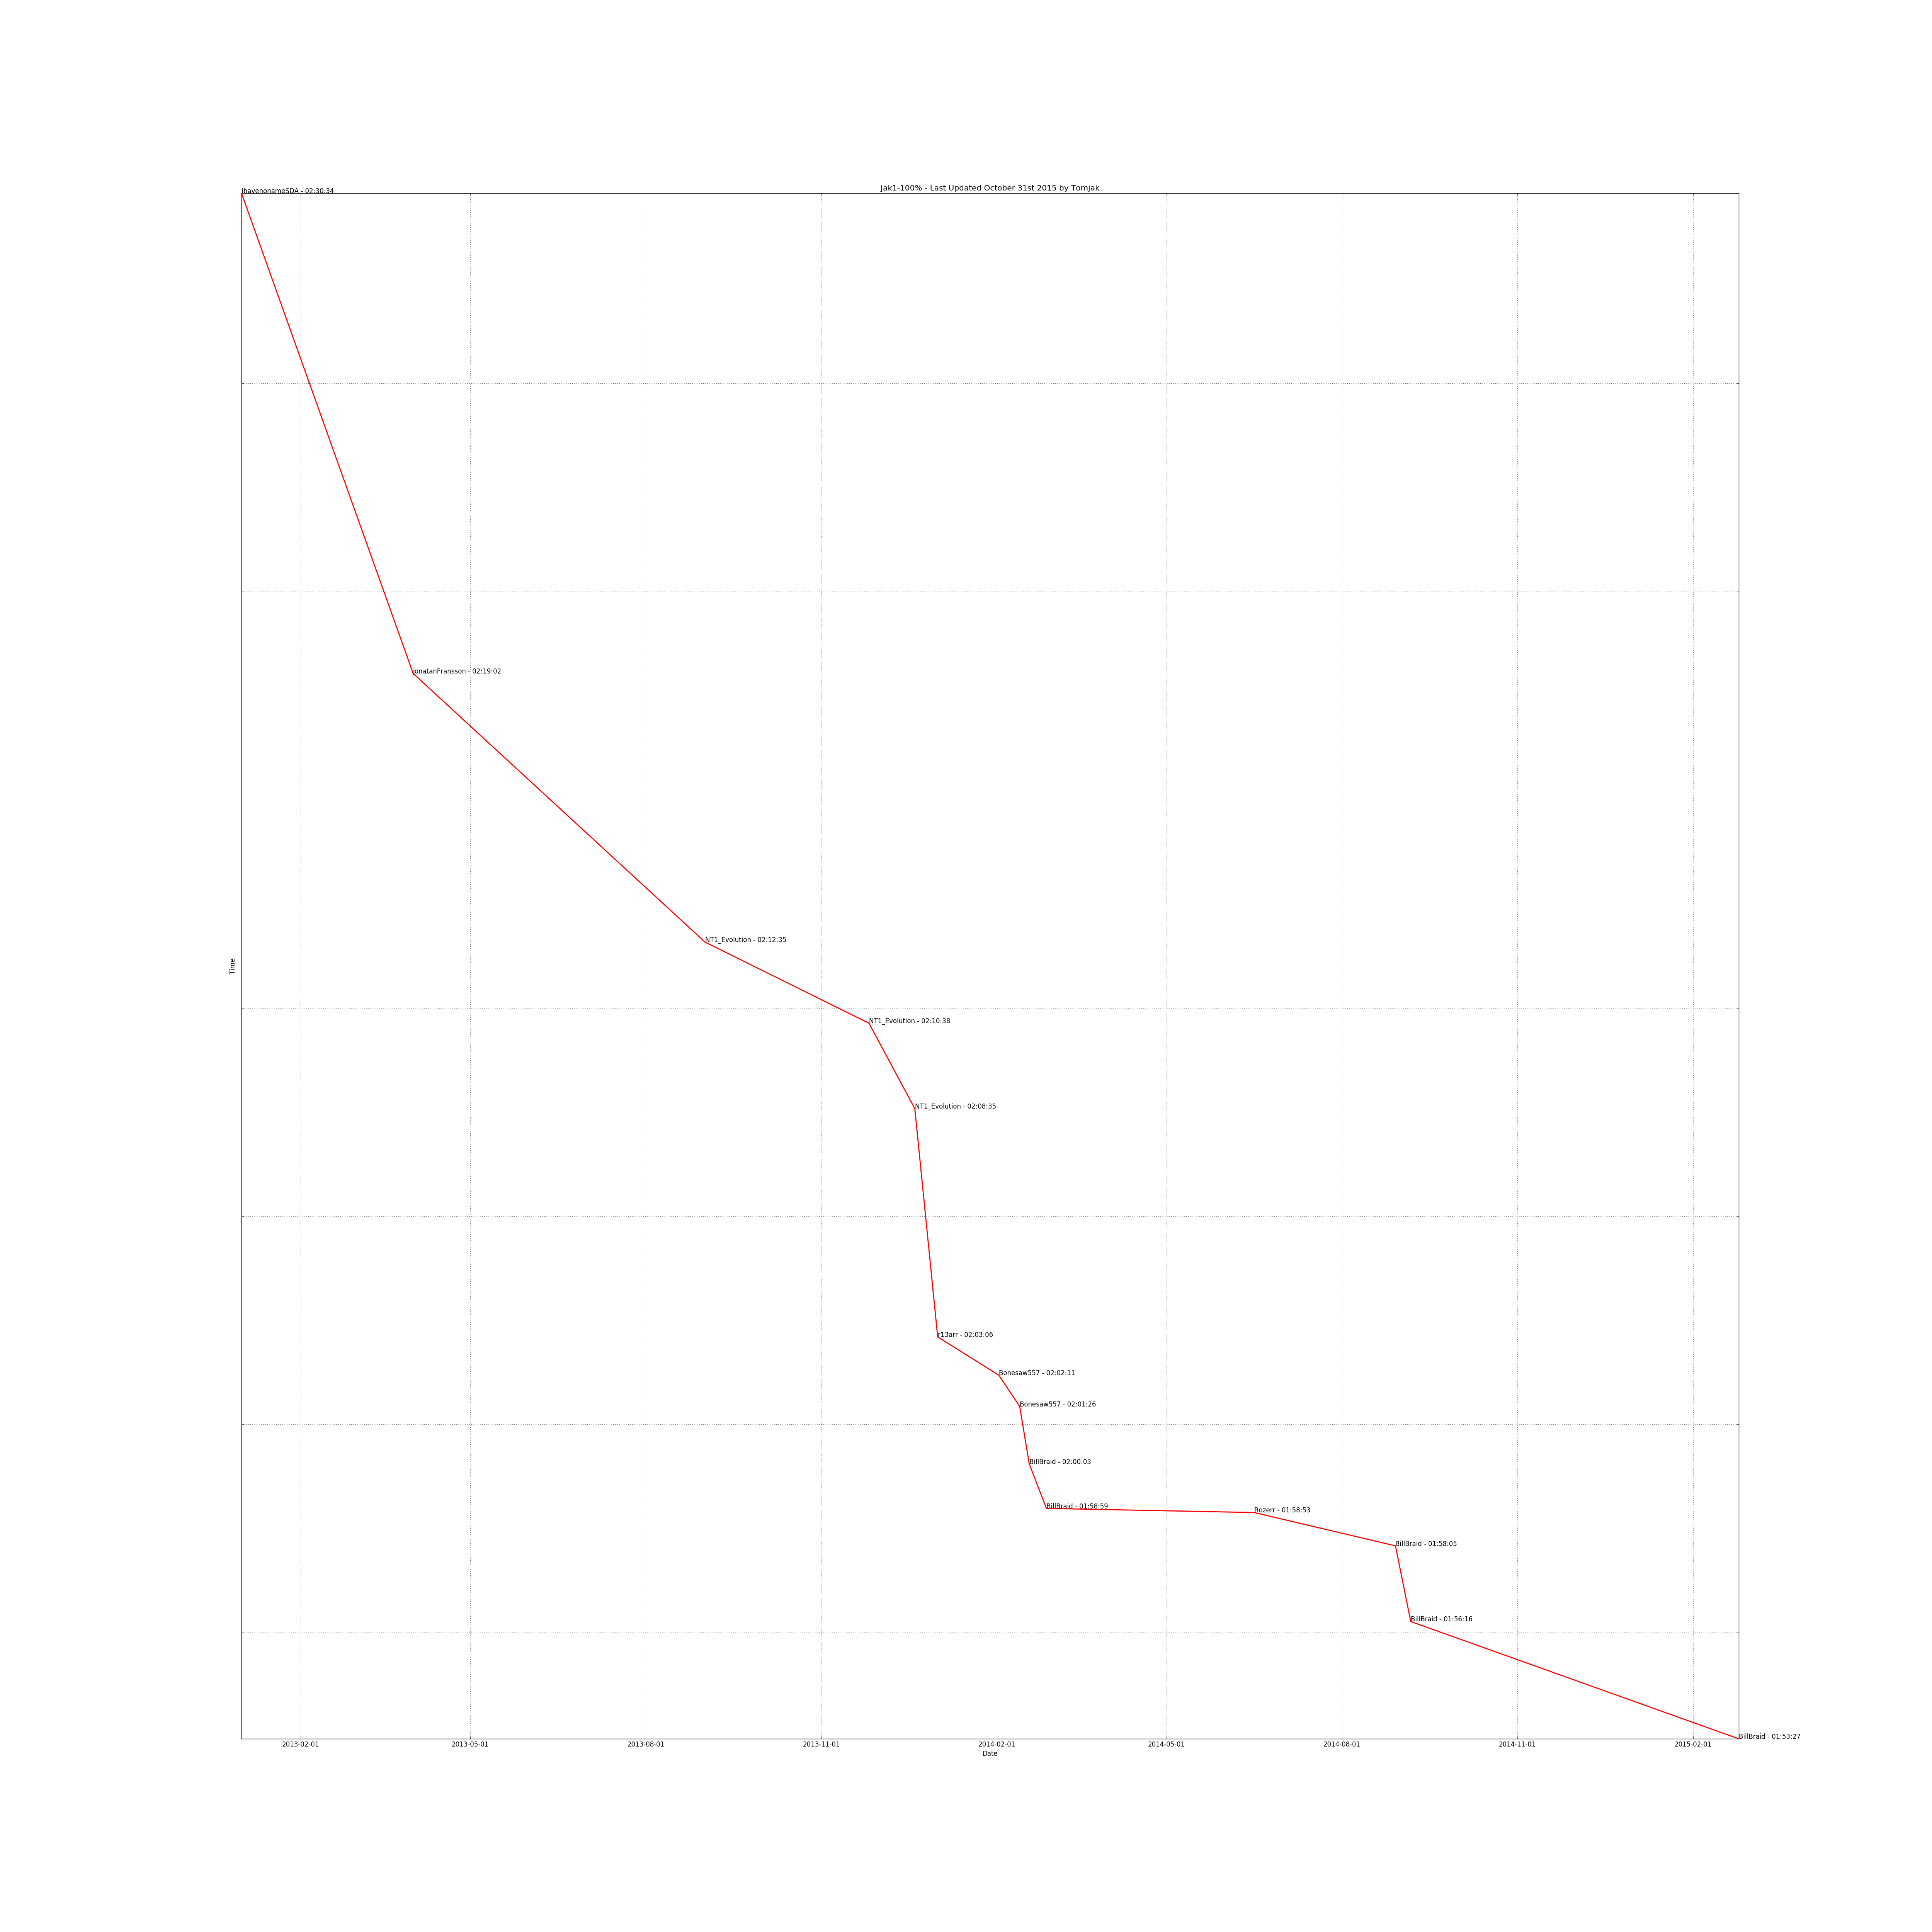 Jak1-100% - Last Updated October 31st 2015 by Tomjak
IhavenonameSDA - 02:30:34
JonatanFransson - 02:19:02
NT1_Evolution - 02:12:35
Time
NT1_Evolution - 02:10:38
NT1_Evolution - 02:08:35
r13arr - 02:03:06
Bonesaw557 - 02:02:11
Bonesaw557 - 02:01:26
BillBraid - 02:00:03
BillBraid - 01:58:59
Rozerr - 01:58:53
BillBraid - 01:58:05
BillBraid - 01:56:16
BillBraid - 01:53:27
2013-02-01 2013-05-01 2013-08-01 2013-11-01 2014-02-01 2014-05-01 2014-08-01 2014-11-01 2015-02-01
Date